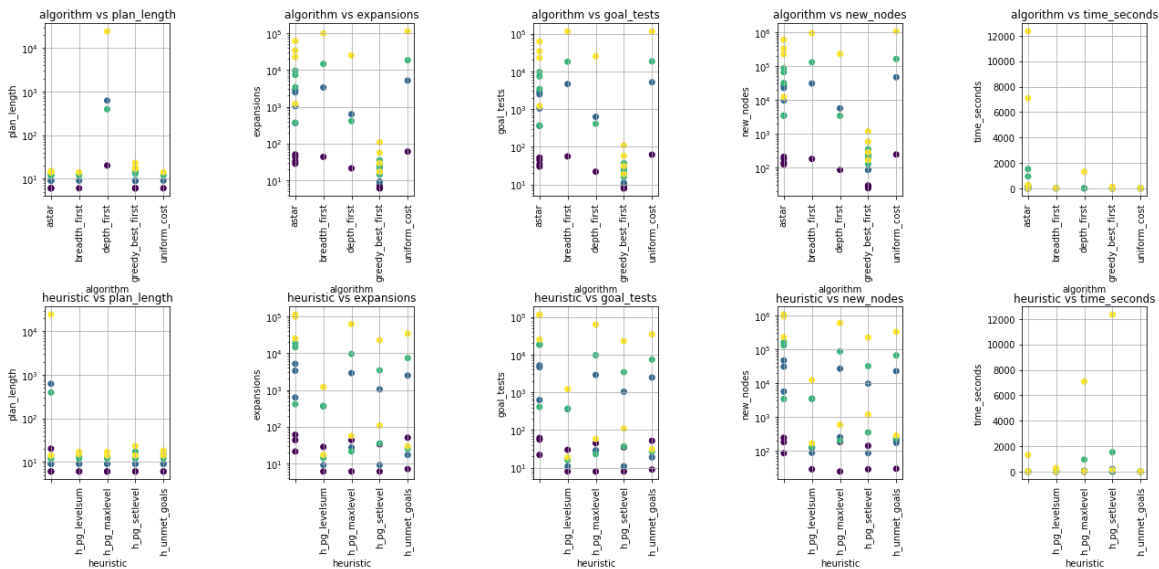 algorithm vs plan_length
algorithm vs expansions
algorithm vs goal_tests
algorithm vs new_nodes
algorithm vs time_seconds
plan_length
10⁴
10³
10²
10¹
astar
breadth_first
depth_first
greedy_best_first
uniform_cost
algorithm
expansions
10⁵
10⁴
10³
10²
10¹
astar
breadth_first
depth_first
greedy_best_first
uniform_cost
algorithm
goal_tests
10⁵
10⁴
10³
10²
10¹
astar
breadth_first
depth_first
greedy_best_first
uniform_cost
algorithm
new_nodes
10⁶
10⁵
10⁴
10³
10²
astar
breadth_first
depth_first
greedy_best_first
uniform_cost
algorithm
time_seconds
12000
10000
8000
6000
4000
2000
0
astar
breadth_first
depth_first
greedy_best_first
uniform_cost
algorithm
heuristic vs plan_length
heuristic vs expansions
heuristic vs goal_tests
heuristic vs new_nodes
heuristic vs time_seconds
plan_length
10⁴
10³
10²
10¹
h_pg_levelsum
h_pg_maxlevel
h_pg_setlevel
h_unmet_goals
heuristic
expansions
10⁵
10⁴
10³
10²
10¹
h_pg_levelsum
h_pg_maxlevel
h_pg_setlevel
h_unmet_goals
heuristic
goal_tests
10⁵
10⁴
10³
10²
10¹
h_pg_levelsum
h_pg_maxlevel
h_pg_setlevel
h_unmet_goals
heuristic
new_nodes
10⁶
10⁵
10⁴
10³
10²
h_pg_levelsum
h_pg_maxlevel
h_pg_setlevel
h_unmet_goals
heuristic
time_seconds
12000
10000
8000
6000
4000
2000
0
h_pg_levelsum
h_pg_maxlevel
h_pg_setlevel
h_unmet_goals
heuristic